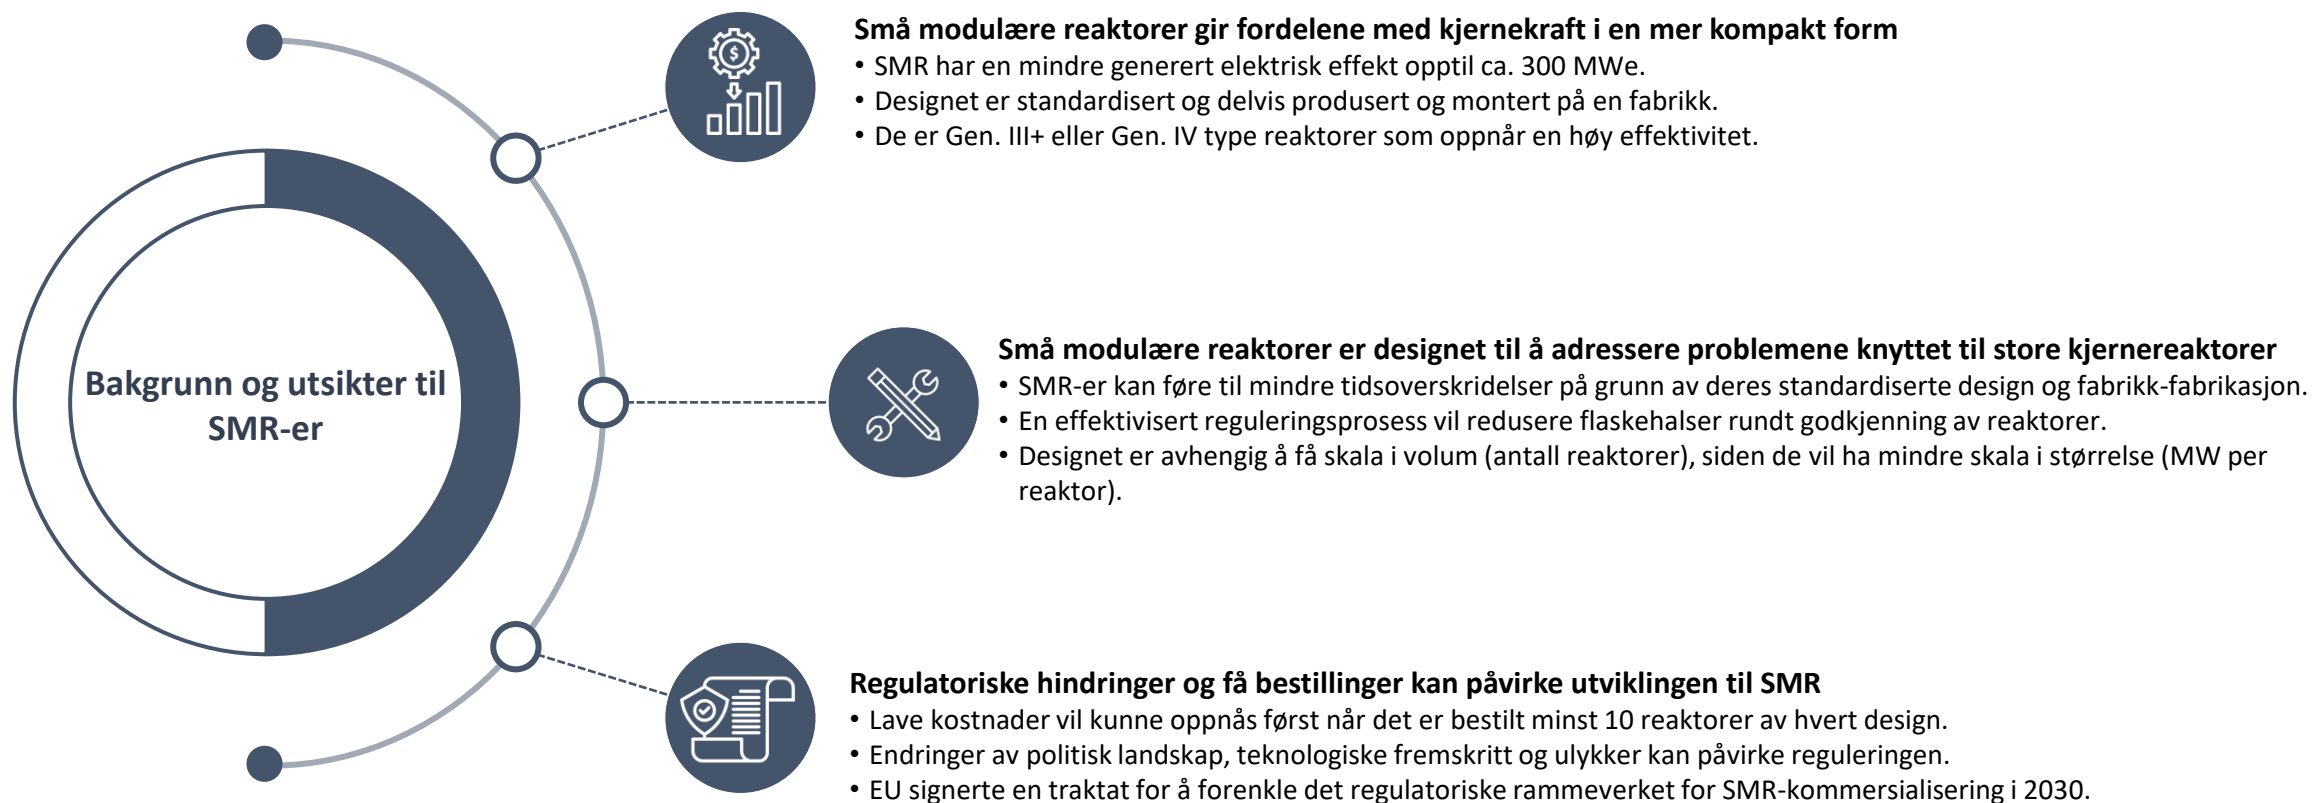 Små modulære reaktorer gir fordelene med kjernekraft i en mer kompakt form
• SMR har en mindre generert elektrisk effekt opptil ca. 300 MWe.
• Designet er standardisert og delvis produsert og montert på en fabrikk.
• De er Gen. III+ eller Gen. IV type reaktorer som oppnår en høy effektivitet.
Bakgrunn og utsikter til
SMR-er
Små modulære reaktorer er designet til å adressere problemene knyttet til store kjernereaktorer
• SMR-er kan føre til mindre tidsoverskridelser på grunn av deres standardiserte design og fabrikk-fabrikasjon.
• En effektivisert reguleringsprosess vil redusere flaskehalser rundt godkjenning av reaktorer.
• Designet er avhengig å få skala i volum (antall reaktorer), siden de vil ha mindre skala i størrelse (MW per
reaktor).
Regulatoriske hindringer og få bestillinger kan påvirke utviklingen til SMR
• Lave kostnader vil kunne oppnås først når det er bestilt minst 10 reaktorer av hvert design.
• Endringer av politisk landskap, teknologiske fremskritt og ulykker kan påvirke reguleringen.
• EU signerte en traktat for å forenkle det regulatoriske rammeverket for SMR-kommersialisering i 2030.